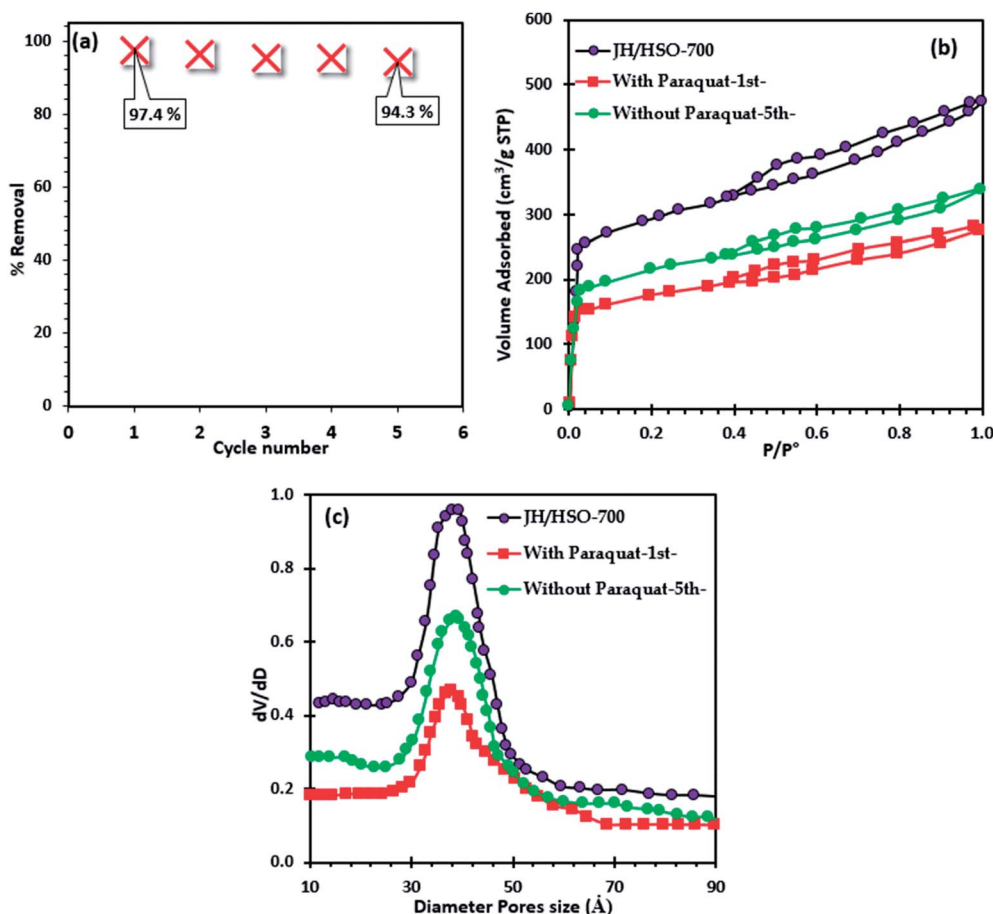 (a)
% Removal
100
80
60
40
20
0
97.4 %
94.3 %
0 1 2 3 4 5 6
Cycle number
(b)
Volume Adsorbed (cm³/g STP)
600
500
400
300
200
100
0
JH/HSO-700
With Paraquat-1st-
Without Paraquat-5th-
0.0 0.2 0.4 0.6 0.8 1.0
P/P°
(c)
dV/dD
1.0
0.8
0.6
0.4
0.2
0.0
JH/HSO-700
With Paraquat-1st-
Without Paraquat-5th-
10 30 50 70 90
Diameter Pores size (Å)